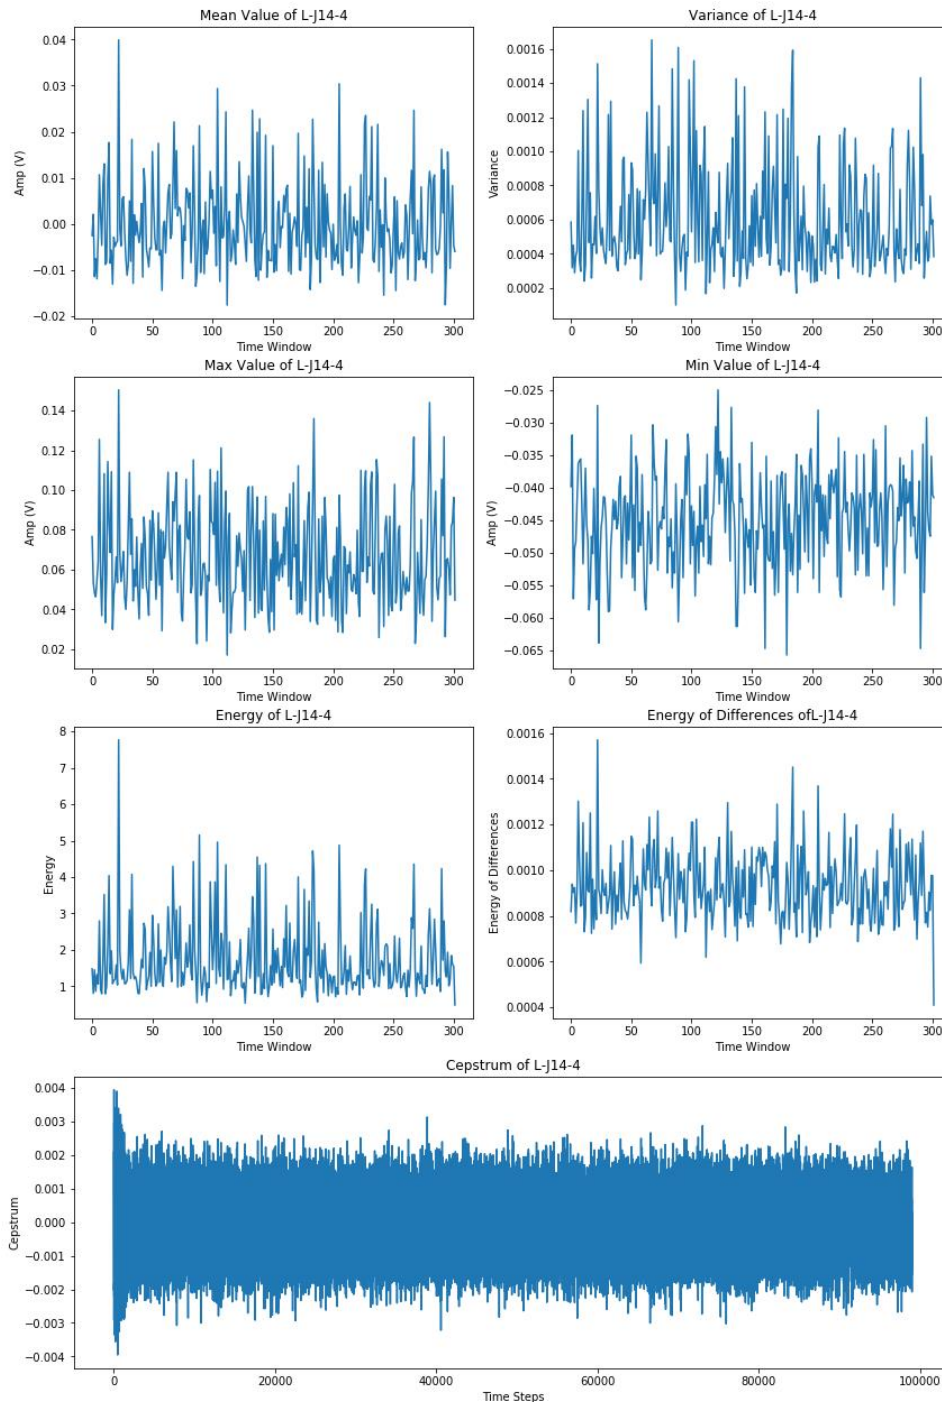 Mean Value of L-J14-4
Variance of L-J14-4
0.04
0.03
0.02
0.01
0.00
−0.01
−0.02
Amp (V)
0 50 100 150 200 250 300
Time Window
0.0016
0.0014
0.0012
0.0010
0.0008
0.0006
0.0004
0.0002
Variance
0 50 100 150 200 250 300
Time Window
Max Value of L-J14-4
Min Value of L-J14-4
0.14
0.12
0.10
0.08
0.06
0.04
0.02
Amp (V)
0 50 100 150 200 250 300
Time Window
−0.025
−0.030
−0.035
−0.040
−0.045
−0.050
−0.055
−0.060
−0.065
Amp (V)
0 50 100 150 200 250 300
Time Window
Energy of L-J14-4
Energy of Differences ofL-J14-4
8
7
6
5
4
3
2
1
Energy
0 50 100 150 200 250 300
Time Window
0.0016
0.0014
0.0012
0.0010
0.0008
0.0006
0.0004
Energy of Differences
0 50 100 150 200 250 300
Time Window
Cepstrum of L-J14-4
0.004
0.003
0.002
0.001
0.000
−0.001
−0.002
−0.003
−0.004
Cepstrum
0 20000 40000 60000 80000 100000
Time Steps